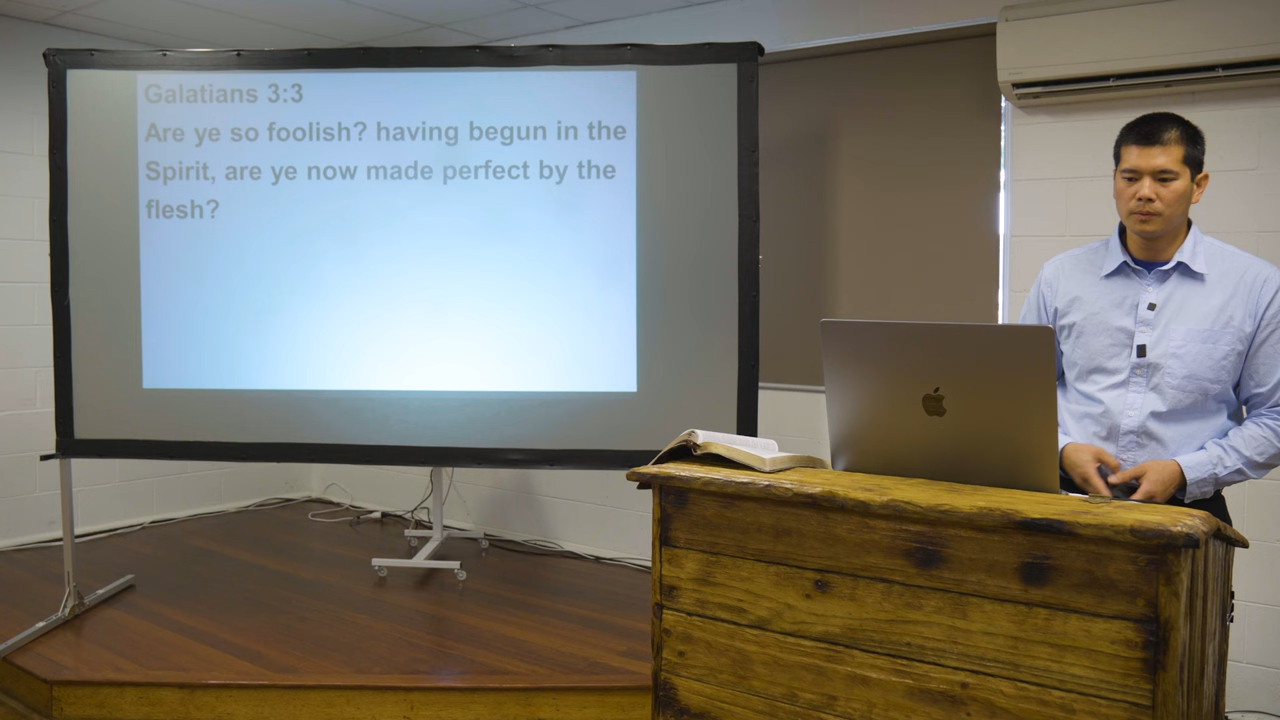 Galatians 3:3
Are ye so foolish? having begun in the
Spirit, are ye now made perfect by the
flesh?